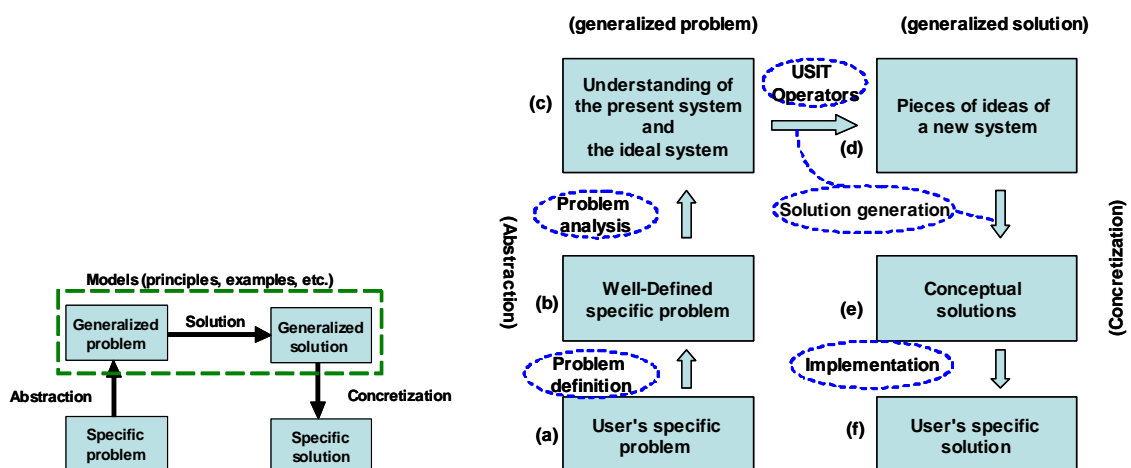 Models (principles, examples, etc.)
Generalized
problem
Solution
Generalized
solution
Abstraction
Concretization
Specific
problem
Specific
solution
(generalized problem)
(generalized solution)
(c)
Understanding of
the present system
and
the ideal system
USIT
Operators
(d)
Pieces of ideas of
a new system
(Abstraction)
Problem
analysis
Solution generation
(Concretization)
(b)
Well-Defined
specific problem
(e)
Conceptual
solutions
Problem
definition
Implementation
(a)
User's specific
problem
(f)
User's specific
solution